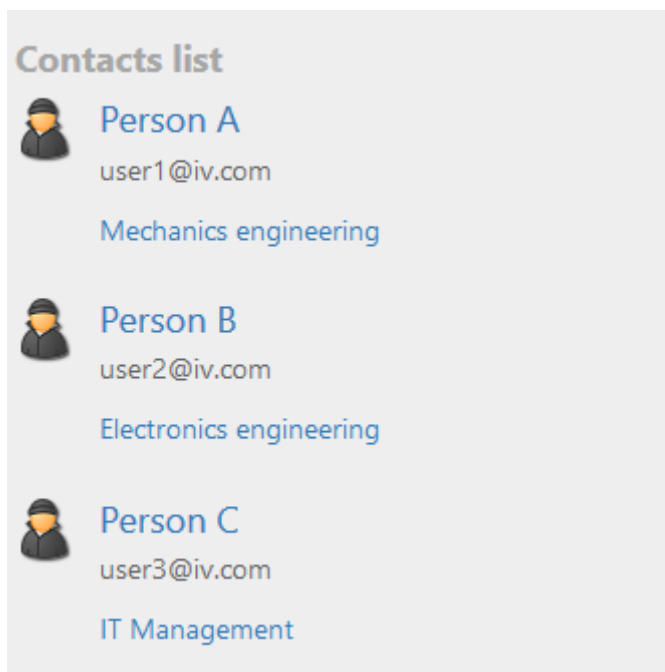 Contacts list
Person A
user1@iv.com
Mechanics engineering
Person B
user2@iv.com
Electronics engineering
Person C
user3@iv.com
IT Management